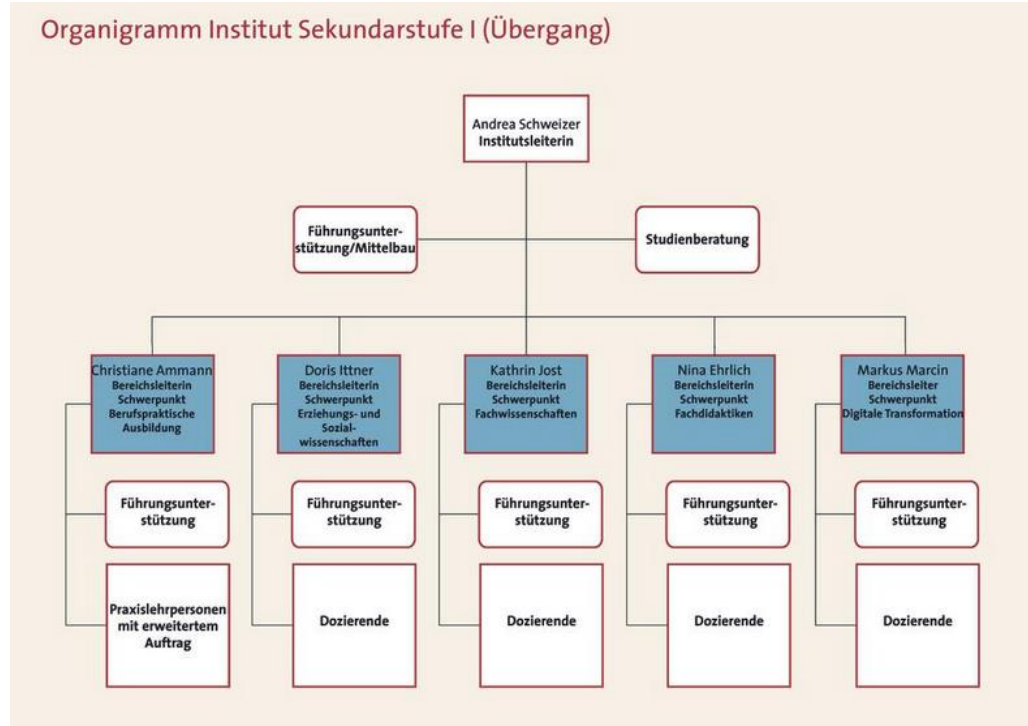 Organigramm Institut Sekundarstufe I (Übergang)
Andrea Schweizer
Institutsleiterin
Führungsunter-
stützung/Mittelbau
Studienberatung
Christiane Ammann
Bereichsleiterin
Schwerpunkt
Berufspraktische
Ausbildung
Doris Ittner
Bereichsleiterin
Schwerpunkt
Erziehungs- und
Sozial-
wissenschaften
Kathrin Jost
Bereichsleiterin
Schwerpunkt
Fachwissenschaften
Nina Ehrlich
Bereichsleiterin
Schwerpunkt
Fachdidaktiken
Markus Marcin
Bereichsleiter
Schwerpunkt
Digitale Transformation
Führungsunter-
stützung
Führungsunter-
stützung
Führungsunter-
stützung
Führungsunter-
stützung
Führungsunter-
stützung
Praxislehrpersonen
mit erweitertem
Auftrag
Dozierende
Dozierende
Dozierende
Dozierende